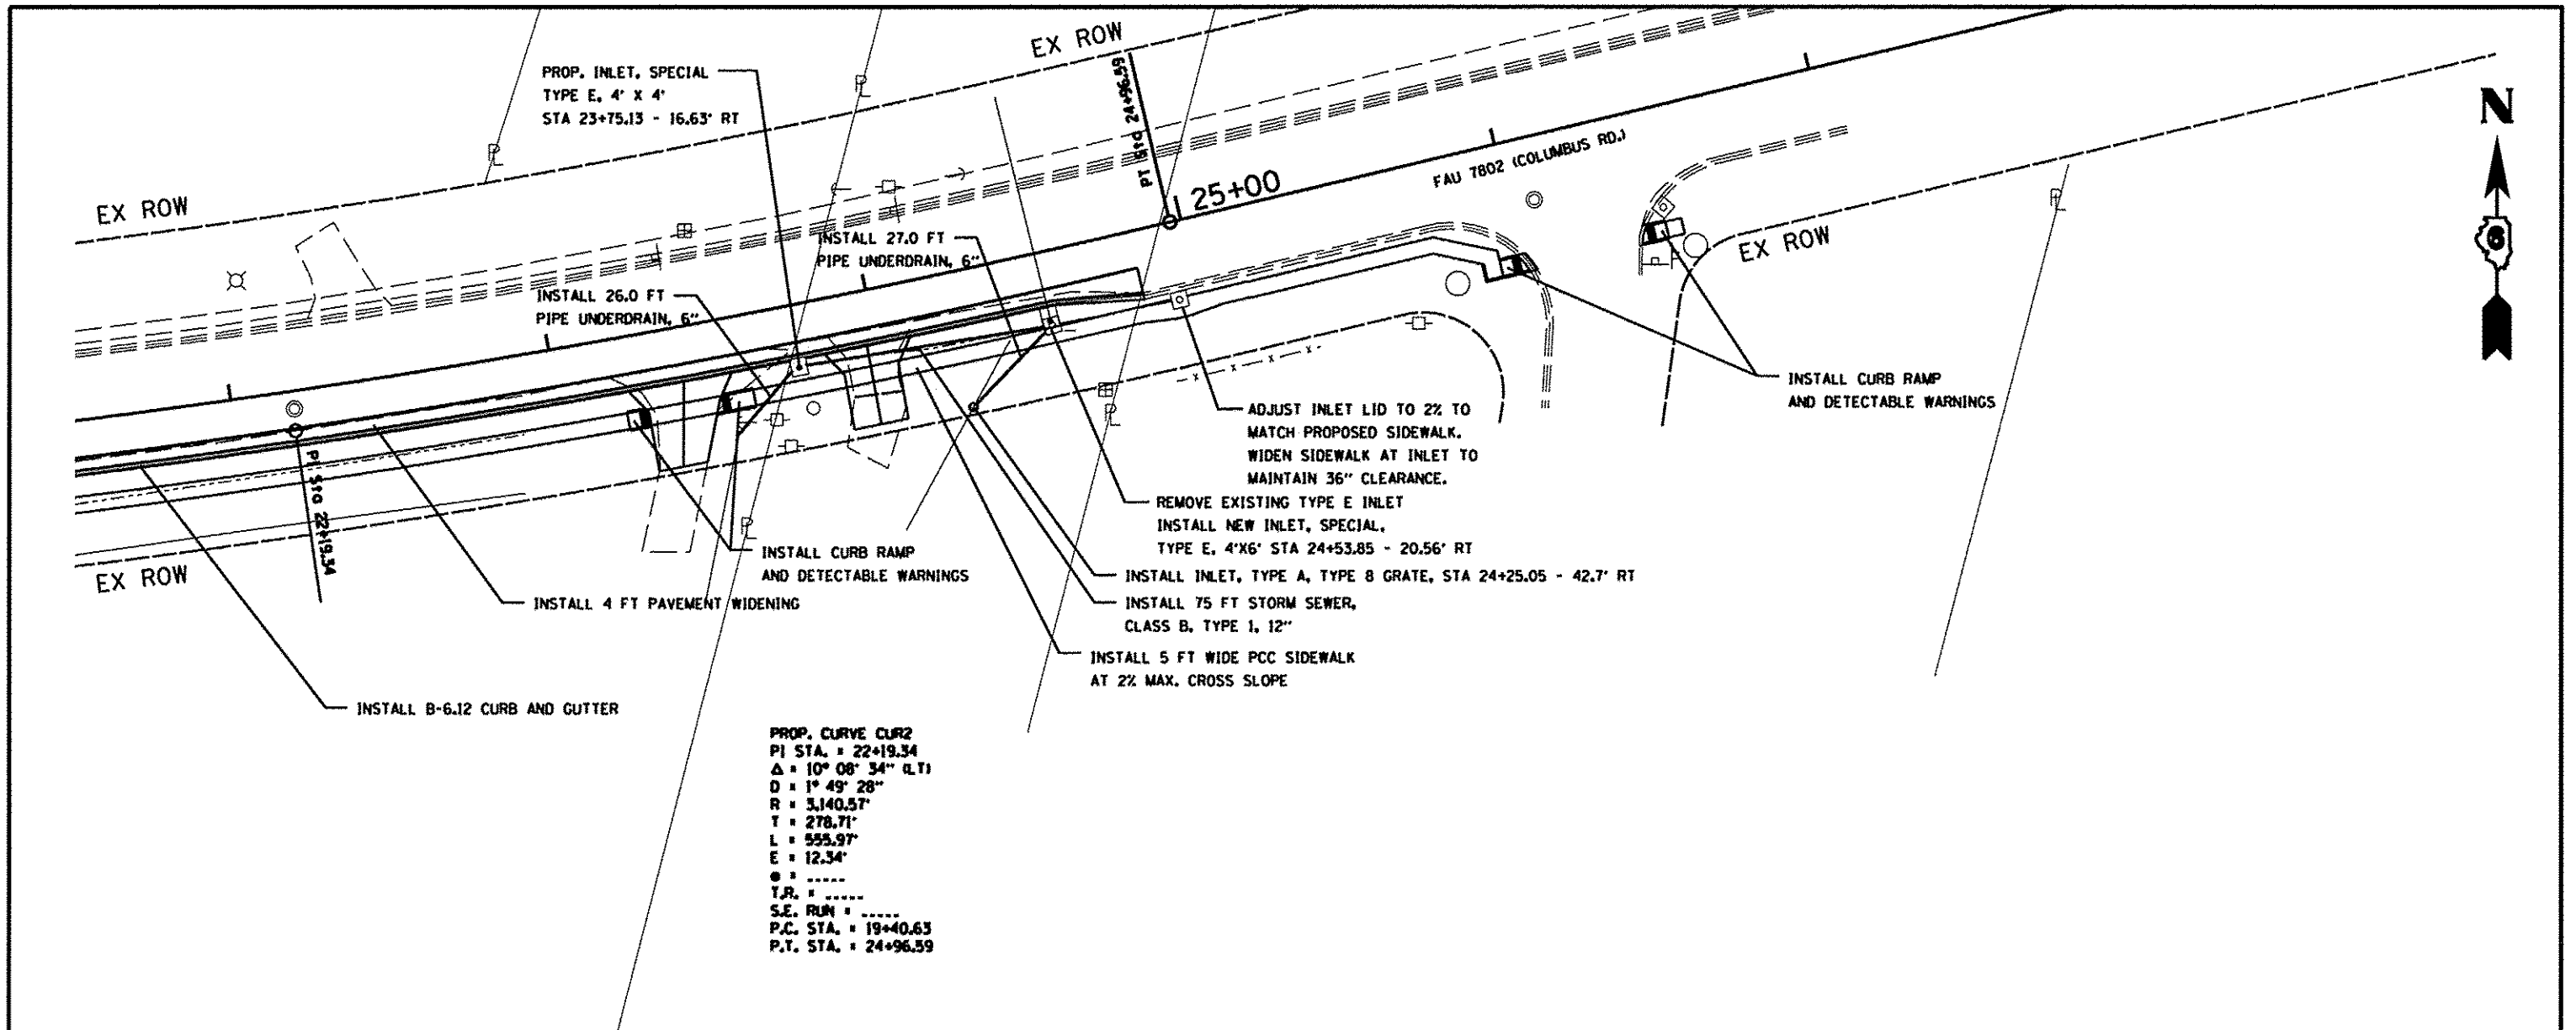 EX ROW
PROP. INLET, SPECIAL
TYPE E, 4' X 4'
STA 23+75.13 - 16.63' RT
PT Sta 24+96.59
N
6
EX ROW
25+00
FAU 7802 (COLUMBUS RD.)
EX ROW
INSTALL 27.0 FT
PIPE UNDERDRAIN, 6"
INSTALL 26.0 FT
PIPE UNDERDRAIN, 6"
PI Sta 22+19.34
EX ROW
INSTALL CURB RAMP
AND DETECTABLE WARNINGS
ADJUST INLET LID TO 2% TO
MATCH PROPOSED SIDEWALK.
WIDEN SIDEWALK AT INLET TO
MAINTAIN 36" CLEARANCE.
REMOVE EXISTING TYPE E INLET
INSTALL NEW INLET, SPECIAL,
TYPE E, 4'X6' STA 24+53.85 - 20.56' RT
INSTALL CURB RAMP
AND DETECTABLE WARNINGS
INSTALL INLET, TYPE A, TYPE 8 GRATE, STA 24+25.05 - 42.7' RT
INSTALL 4 FT PAVEMENT WIDENING
INSTALL 75 FT STORM SEWER,
CLASS B, TYPE 1, 12"
INSTALL 5 FT WIDE PCC SIDEWALK
AT 2% MAX. CROSS SLOPE
INSTALL B-6.12 CURB AND GUTTER
PROP. CURVE CUR2
PI STA. = 22+19.34
Δ = 10° 08' 34" (LT)
D = 1° 49' 28"
R = 3,140.57'
T = 278.71'
L = 555.97'
E = 12.34'
e = .....
T.R. = .....
S.E. RUN = .....
P.C. STA. = 19+40.63
P.T. STA. = 24+96.59